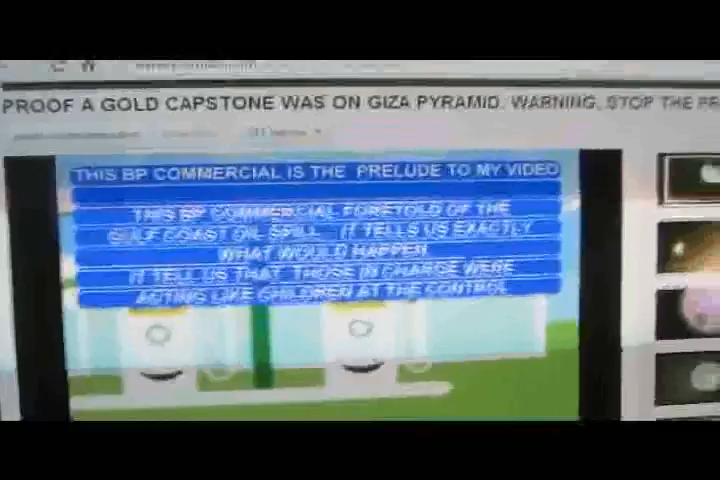 PROOF A GOLD CAPSTONE WAS ON GIZA PYRAMID. WARNING, STOP THE
THIS BP COMMERCIAL IS THE PRELUDE TO MY VIDEO
THIS BP COMMERCIAL FORETOLD OF THE
GULF COAST OIL SPILL. IT TELLS US EXACTLY
WHAT WOULD HAPPEN
IT TELL US THAT THOSE IN CHARGE WERE
ACTING LIKE CHILDREN AT THE CONTROL